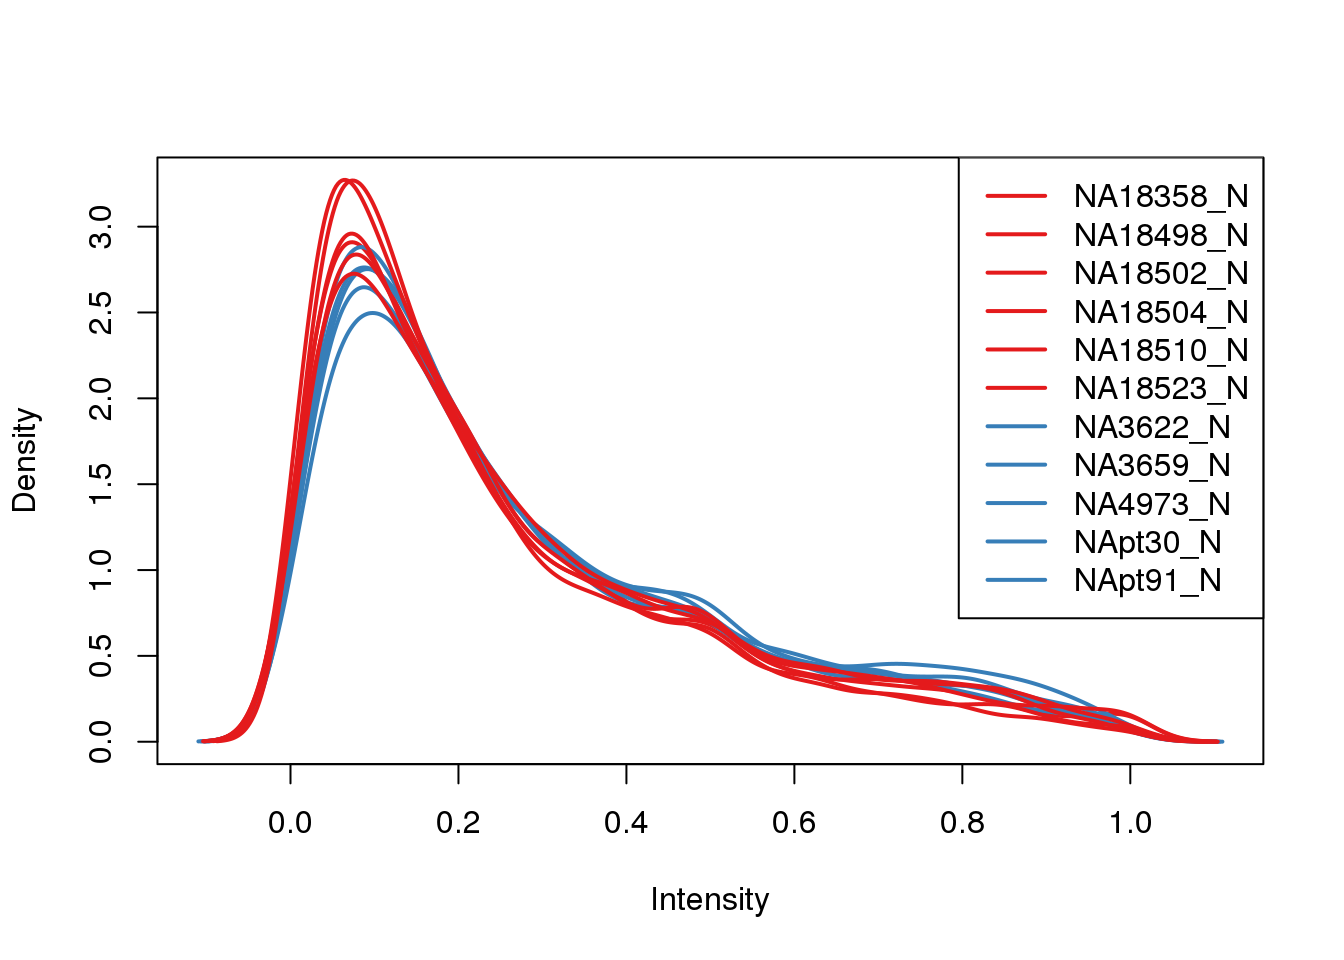 NA18358_N
NA18498_N
NA18502_N
NA18504_N
NA18510_N
NA18523_N
NA3622_N
NA3659_N
NA4973_N
NApt30_N
NApt91_N
3.0
2.5
2.0
1.5
1.0
0.5
0.0
Density
0.0 0.2 0.4 0.6 0.8 1.0
Intensity